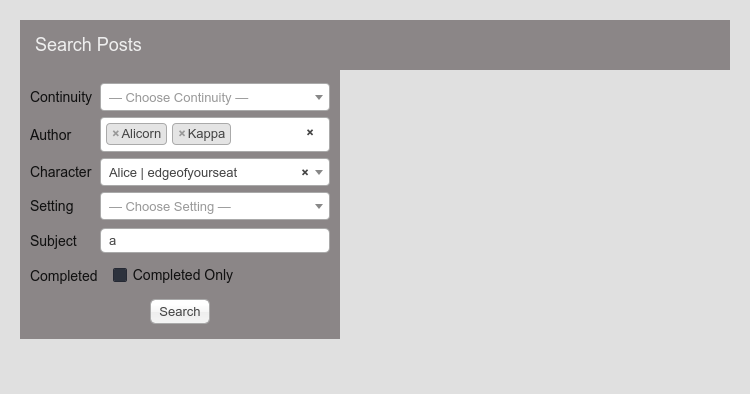 Search Posts
Continuity — Choose Continuity —
Author × Alicorn × Kappa ×
Character Alice | edgeofyourseat ×
Setting — Choose Setting —
Subject a
Completed Completed Only
Search